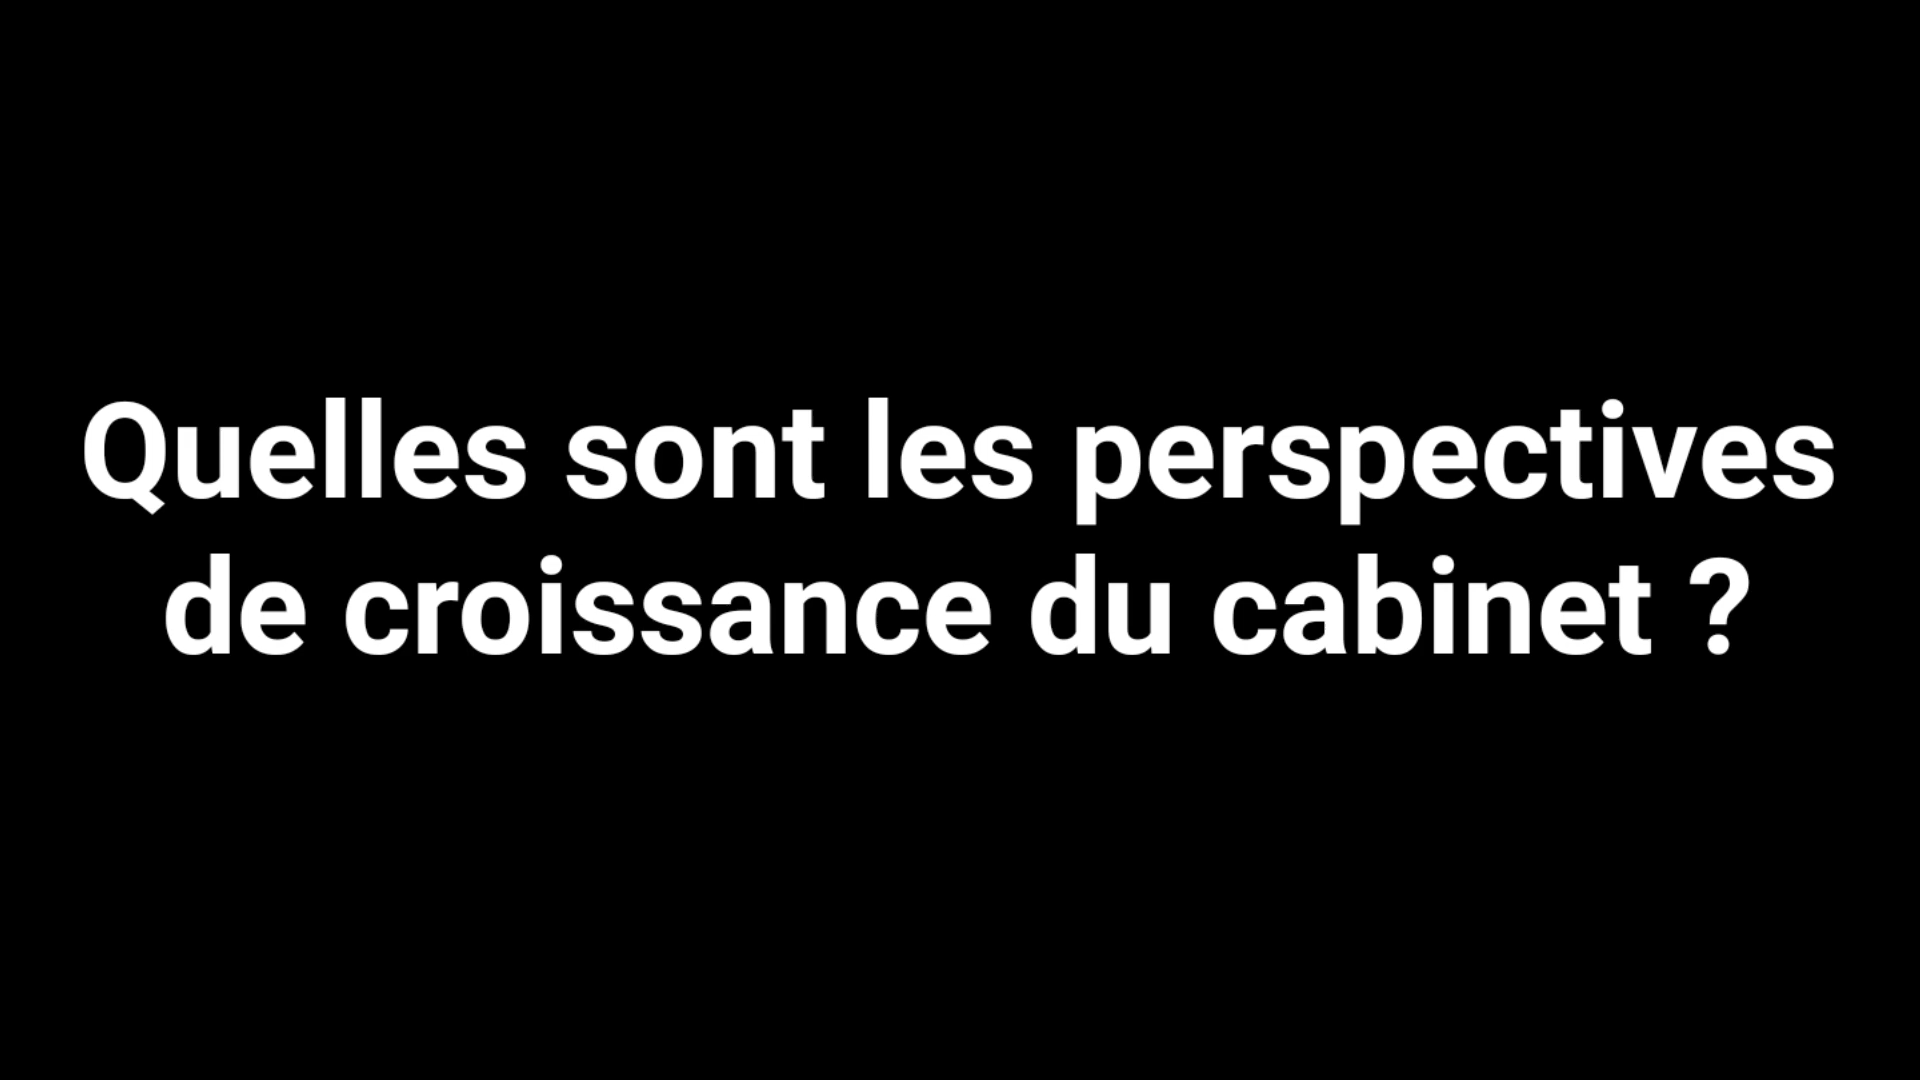 Quelles sont les perspectives
de croissance du cabinet ?